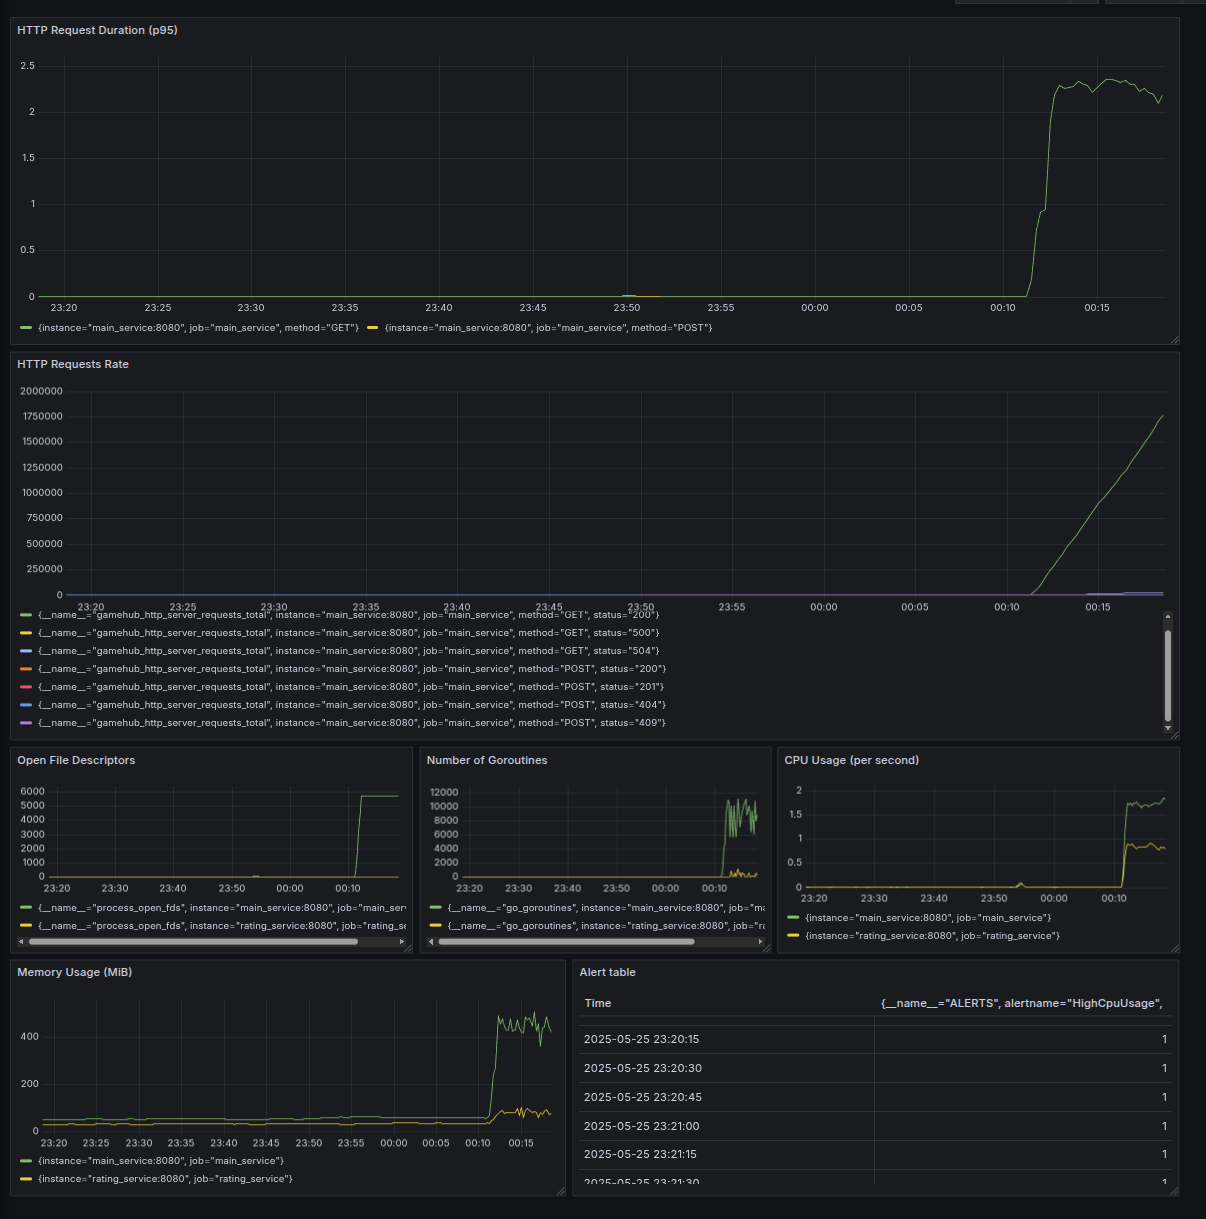 HTTP Request Duration (p95)
2.5
2
1.5
1
0.5
0
23:20 23:25 23:30 23:35 23:40 23:45 23:50 23:55 00:00 00:05 00:10 00:15
{instance="main_service:8080", job="main_service", method="GET"} {instance="main_service:8080", job="main_service", method="POST"}
HTTP Requests Rate
2000000
1750000
1500000
1250000
1000000
750000
500000
250000
0
23:20 23:25 23:30 23:35 23:40 23:45 23:50 23:55 00:00 00:05 00:10 00:15
{__name__="gamehub_http_server_requests_total", instance="main_service:8080", job="main_service", method="GET", status="200"}
{__name__="gamehub_http_server_requests_total", instance="main_service:8080", job="main_service", method="GET", status="500"}
{__name__="gamehub_http_server_requests_total", instance="main_service:8080", job="main_service", method="GET", status="504"}
{__name__="gamehub_http_server_requests_total", instance="main_service:8080", job="main_service", method="POST", status="200"}
{__name__="gamehub_http_server_requests_total", instance="main_service:8080", job="main_service", method="POST", status="201"}
{__name__="gamehub_http_server_requests_total", instance="main_service:8080", job="main_service", method="POST", status="404"}
{__name__="gamehub_http_server_requests_total", instance="main_service:8080", job="main_service", method="POST", status="409"}
Open File Descriptors
6000
5000
4000
3000
2000
1000
0
23:20 23:30 23:40 23:50 00:00 00:10
{__name__="process_open_fds", instance="main_service:8080", job="main_ser
{__name__="process_open_fds", instance="rating_service:8080", job="rating_s
Number of Goroutines
12000
10000
8000
6000
4000
2000
0
23:20 23:30 23:40 23:50 00:00 00:10
{__name__="go_goroutines", instance="main_service:8080", job="ma
{__name__="go_goroutines", instance="rating_service:8080", job="ra
CPU Usage (per second)
2
1.5
1
0.5
0
23:20 23:30 23:40 23:50 00:00 00:10
{instance="main_service:8080", job="main_service"}
{instance="rating_service:8080", job="rating_service"}
Memory Usage (MiB)
400
200
0
23:20 23:25 23:30 23:35 23:40 23:45 23:50 23:55 00:00 00:05 00:10 00:15
{instance="main_service:8080", job="main_service"}
{instance="rating_service:8080", job="rating_service"}
Alert table
Time {__name__="ALERTS", alertname="HighCpuUsage",
2025-05-25 23:20:15 1
2025-05-25 23:20:30 1
2025-05-25 23:20:45 1
2025-05-25 23:21:00 1
2025-05-25 23:21:15 1
2025-05-25 23:21:30 1